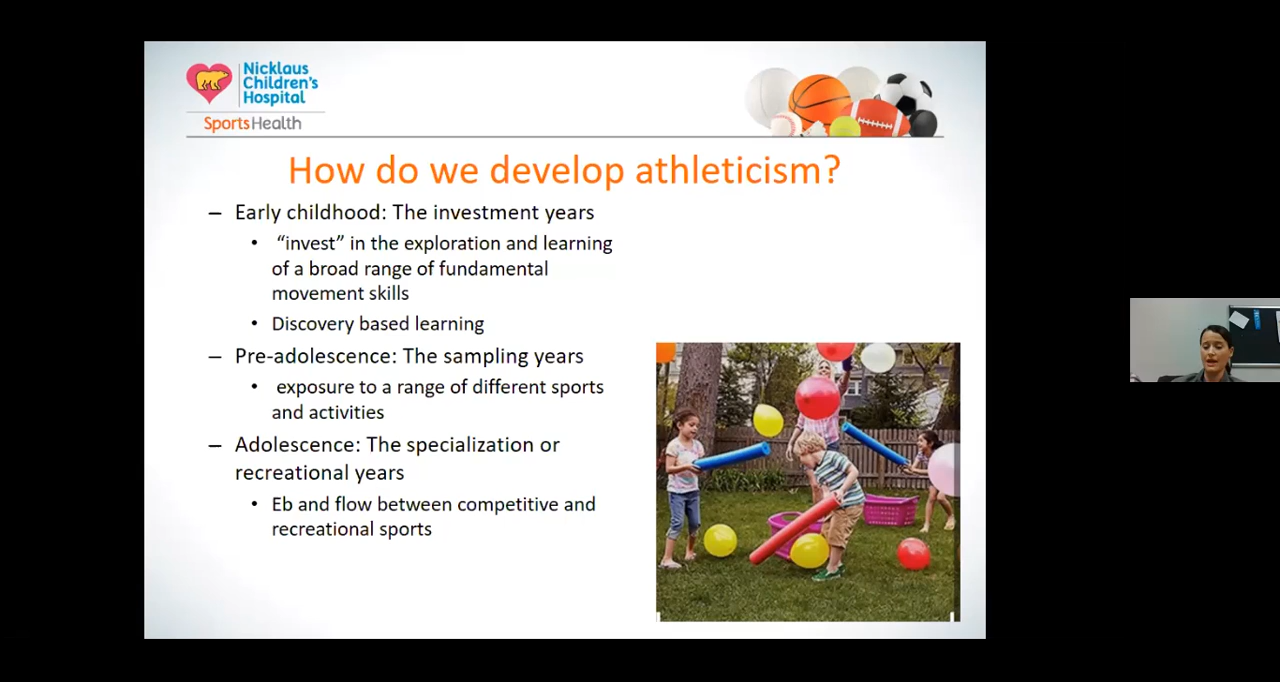 Nicklaus
Children's
Hospital
SportsHealth
How do we develop athleticism?
– Early childhood: The investment years
• “invest” in the exploration and learning
of a broad range of fundamental
movement skills
• Discovery based learning
– Pre-adolescence: The sampling years
• exposure to a range of different sports
and activities
– Adolescence: The specialization or
recreational years
• Eb and flow between competitive and
recreational sports